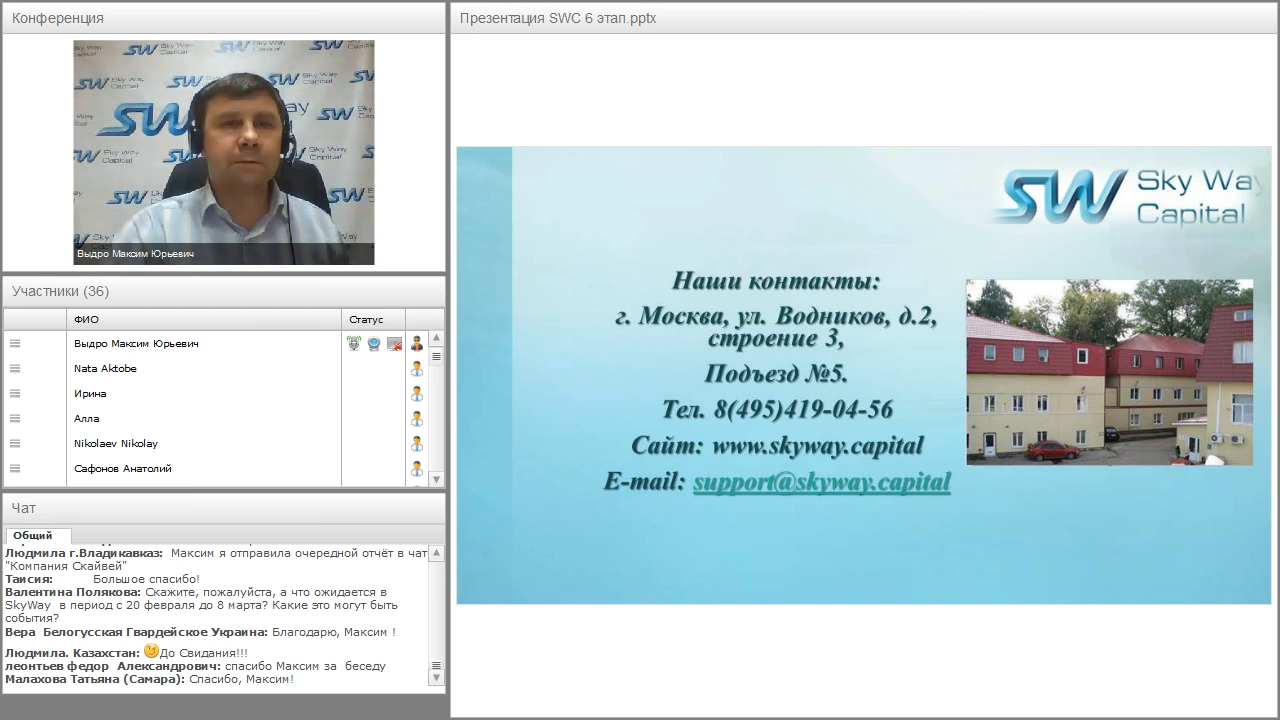 Конференция
Sky Way
Capital
SW
Выдро Максим Юрьевич
Участники (36)
ФИО
Статус
Выдро Максим Юрьевич
Nata Aktobe
Ирина
Алла
Nikolaev Nikolay
Сафонов Анатолий
Чат
Общий
Людмила г.Владикавказ: Максим я отправила очередной отчёт в чат
"Компания Скайвей"
Таисия: Большое спасибо!
Валентина Полякова: Скажите, пожалуйста, а что ожидается в
SkyWay в период с 20 февраля до 8 марта? Какие это могут быть
события?
Вера Белогусская Гвардейское Украина: Благодарю, Максим !
Людмила. Казахстан: До Свидания!!!
леонтьев федор Александрович: спасибо Максим за беседу
Малахова Татьяна (Самара): Спасибо, Максим!
Презентация SWC 6 этап.pptx
SW Sky Way
Capital
Наши контакты:
г. Москва, ул. Водников, д.2,
строение 3,
Подъезд №5.
Тел. 8(495)419-04-56
Сайт: www.skyway.capital
E-mail: support@skyway.capital